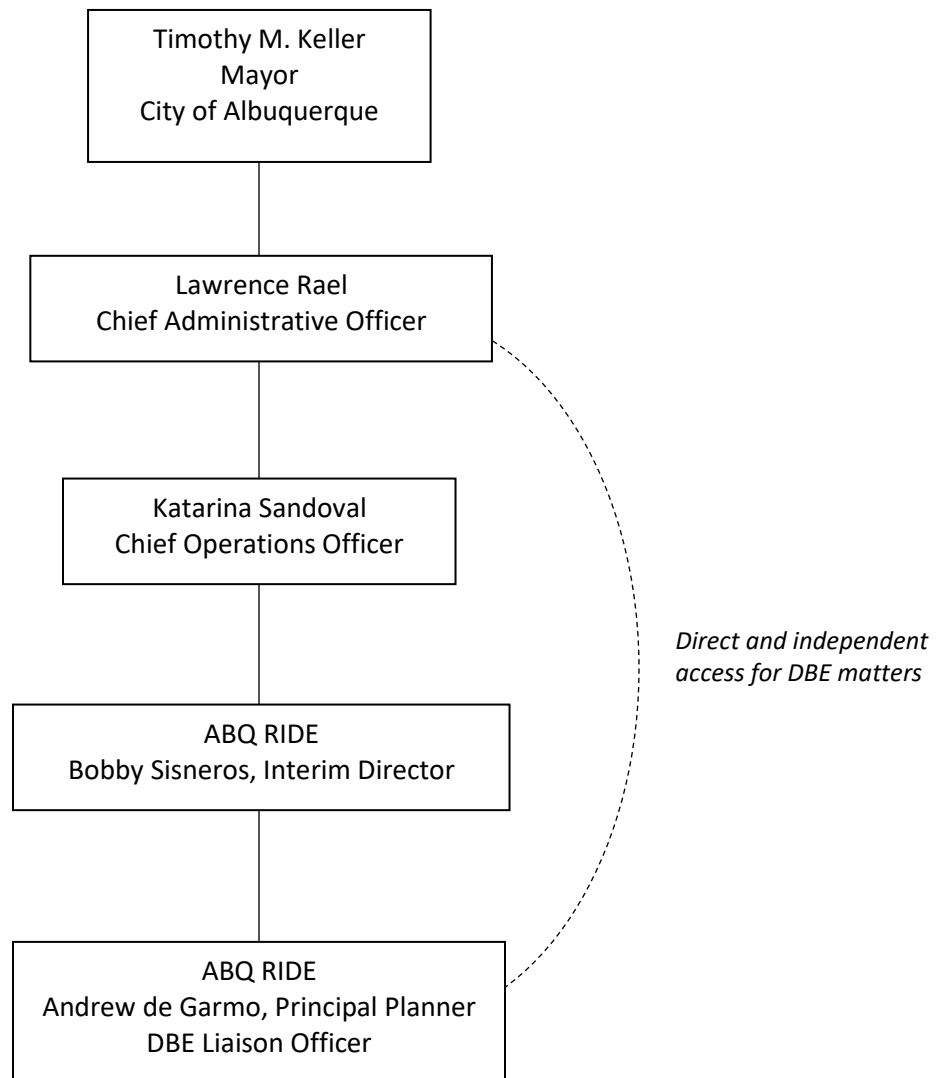 Timothy M. Keller
Mayor
City of Albuquerque
Lawrence Rael
Chief Administrative Officer
Katarina Sandoval
Chief Operations Officer
Direct and independent
access for DBE matters
ABQ RIDE
Bobby Sisneros, Interim Director
ABQ RIDE
Andrew de Garmo, Principal Planner
DBE Liaison Officer